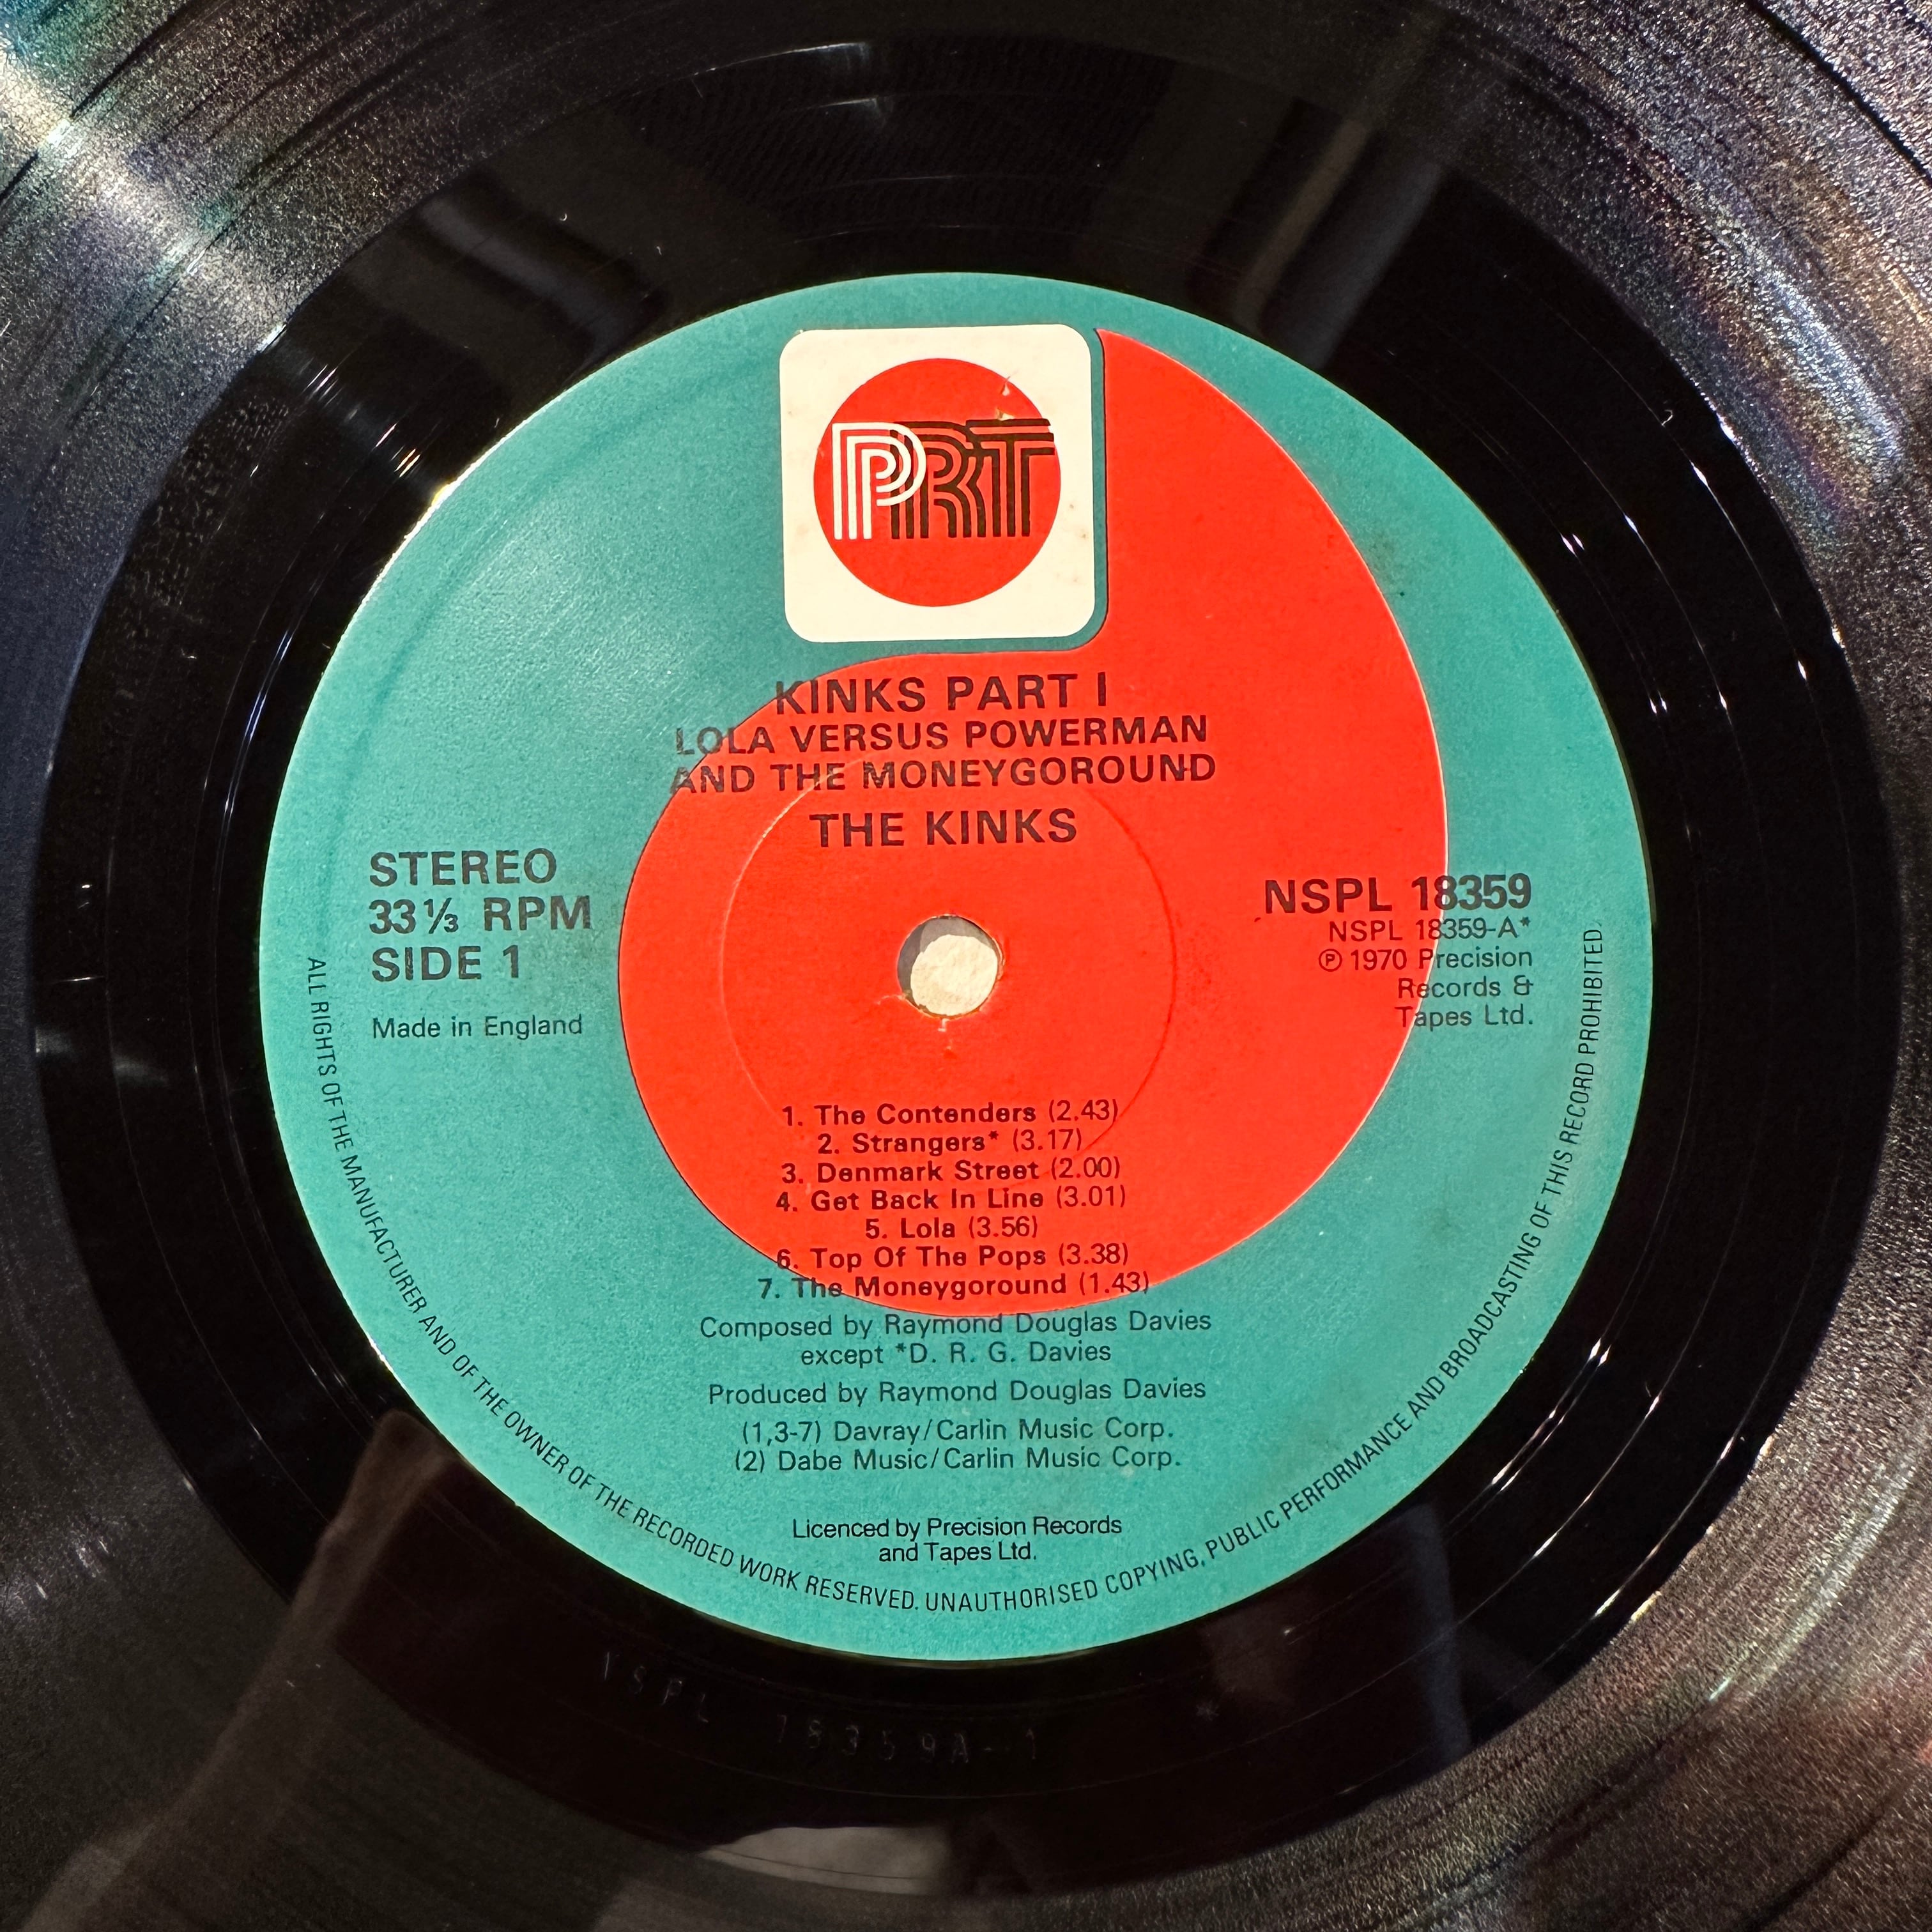 PRT
KINKS PART I
LOLA VERSUS POWERMAN
AND THE MONEYGOROUND
THE KINKS
STEREO
33⅓ RPM
SIDE 1
Made in England
NSPL 18359
NSPL 18359-A*
Ⓟ 1970 Precision
Records &
Tapes Ltd.
1. The Contenders (2.43)
2. Strangers* (3.17)
3. Denmark Street (2.00)
4. Get Back In Line (3.01)
5. Lola (3.56)
6. Top Of The Pops (3.38)
7. The Moneygoround (1.43)
Composed by Raymond Douglas Davies
except *D. R. G. Davies
Produced by Raymond Douglas Davies
(1,3-7) Davray/Carlin Music Corp.
(2) Dabe Music/Carlin Music Corp.
Licenced by Precision Records
and Tapes Ltd.
ALL RIGHTS OF THE MANUFACTURER AND OF THE OWNER OF THE RECORDED WORK RESERVED. UNAUTHORISED COPYING, PUBLIC PERFORMANCE AND BROADCASTING OF THIS RECORD PROHIBITED.
18359A-1